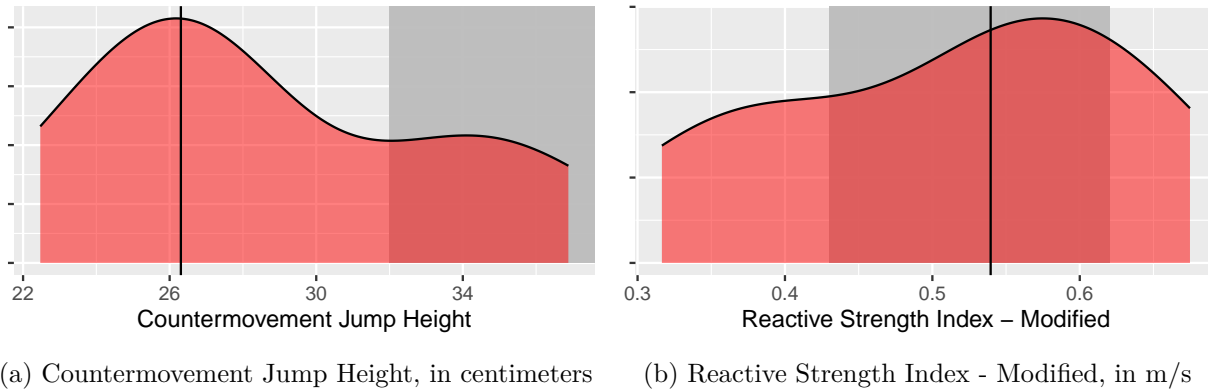 22 26 30 34
Countermovement Jump Height
0.3 0.4 0.5 0.6
Reactive Strength Index – Modified
(a) Countermovement Jump Height, in centimeters
(b) Reactive Strength Index - Modified, in m/s